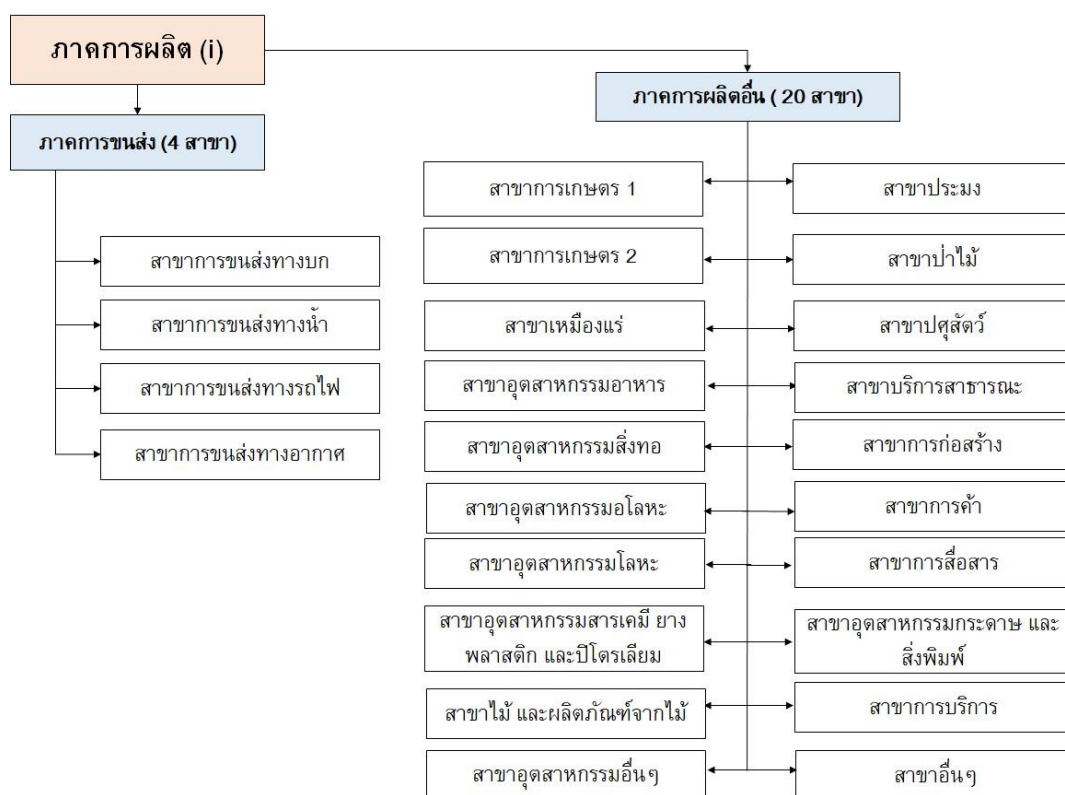 ภาคการผลิต (i)
ภาคการขนส่ง (4 สาขา)
สาขาการขนส่งทางบก
สาขาการขนส่งทางน้ำ
สาขาการขนส่งทางรถไฟ
สาขาการขนส่งทางอากาศ
ภาคการผลิตอื่น ( 20 สาขา)
สาขาการเกษตร 1
สาขาประมง
สาขาการเกษตร 2
สาขาป่าไม้
สาขาเหมืองแร่
สาขาปศุสัตว์
สาขาอุตสาหกรรมอาหาร
สาขาบริการสาธารณะ
สาขาอุตสาหกรรมสิ่งทอ
สาขาการก่อสร้าง
สาขาอุตสาหกรรมอโลหะ
สาขาการค้า
สาขาอุตสาหกรรมโลหะ
สาขาการสื่อสาร
สาขาอุตสาหกรรมสารเคมี ยาง
พลาสติก และปิโตรเลียม
สาขาอุตสาหกรรมกระดาษ และ
สิ่งพิมพ์
สาขาไม้ และผลิตภัณฑ์จากไม้
สาขาการบริการ
สาขาอุตสาหกรรมอื่นๆ
สาขาอื่นๆ